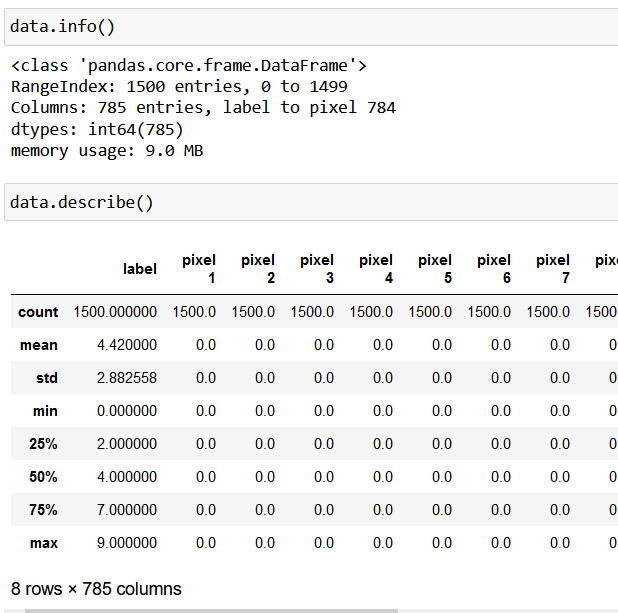 data.info()
<class 'pandas.core.frame.DataFrame'>
RangeIndex: 1500 entries, 0 to 1499
Columns: 785 entries, label to pixel 784
dtypes: int64(785)
memory usage: 9.0 MB
data.describe()
label pixel 1 pixel 2 pixel 3 pixel 4 pixel 5 pixel 6 pixel 7 pix
count 1500.000000 1500.0 1500.0 1500.0 1500.0 1500.0 1500.0 1500.0 1500
mean 4.420000 0.0 0.0 0.0 0.0 0.0 0.0 0.0 0
std 2.882558 0.0 0.0 0.0 0.0 0.0 0.0 0.0 0
min 0.000000 0.0 0.0 0.0 0.0 0.0 0.0 0.0 0
25% 2.000000 0.0 0.0 0.0 0.0 0.0 0.0 0.0 0
50% 4.000000 0.0 0.0 0.0 0.0 0.0 0.0 0.0 0
75% 7.000000 0.0 0.0 0.0 0.0 0.0 0.0 0.0 0
max 9.000000 0.0 0.0 0.0 0.0 0.0 0.0 0.0 0
8 rows × 785 columns